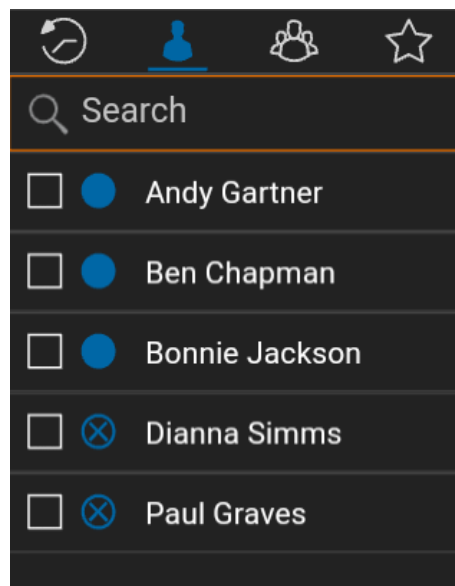 Search
Andy Gartner
Ben Chapman
Bonnie Jackson
Dianna Simms
Paul Graves